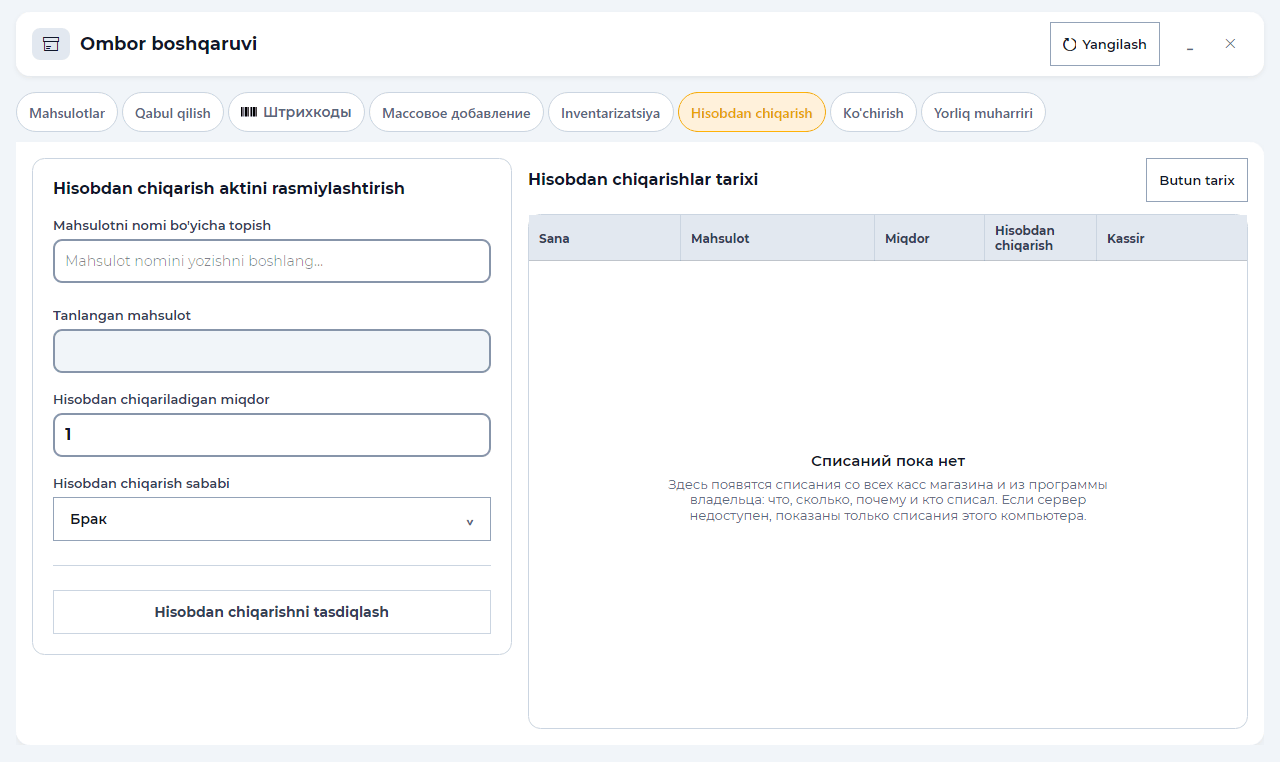 Ombor boshqaruvi
Yangilash
Mahsulotlar
Qabul qilish
Штрихкоды
Массовое добавление
Inventarizatsiya
Hisobdan chiqarish
Ko'chirish
Yorliq muharriri
Hisobdan chiqarish aktini rasmiylashtirish
Mahsulotni nomi bo'yicha topish
Mahsulot nomini yozishni boshlang...
Tanlangan mahsulot
Hisobdan chiqariladigan miqdor
1
Hisobdan chiqarish sababi
Брак
Hisobdan chiqarishni tasdiqlash
Hisobdan chiqarishlar tarixi
Butun tarix
Sana
Mahsulot
Miqdor
Hisobdan
chiqarish
Kassir
Списаний пока нет
Здесь появятся списания со всех касс магазина и из программы
владельца: что, сколько, почему и кто списал. Если сервер
недоступен, показаны только списания этого компьютера.